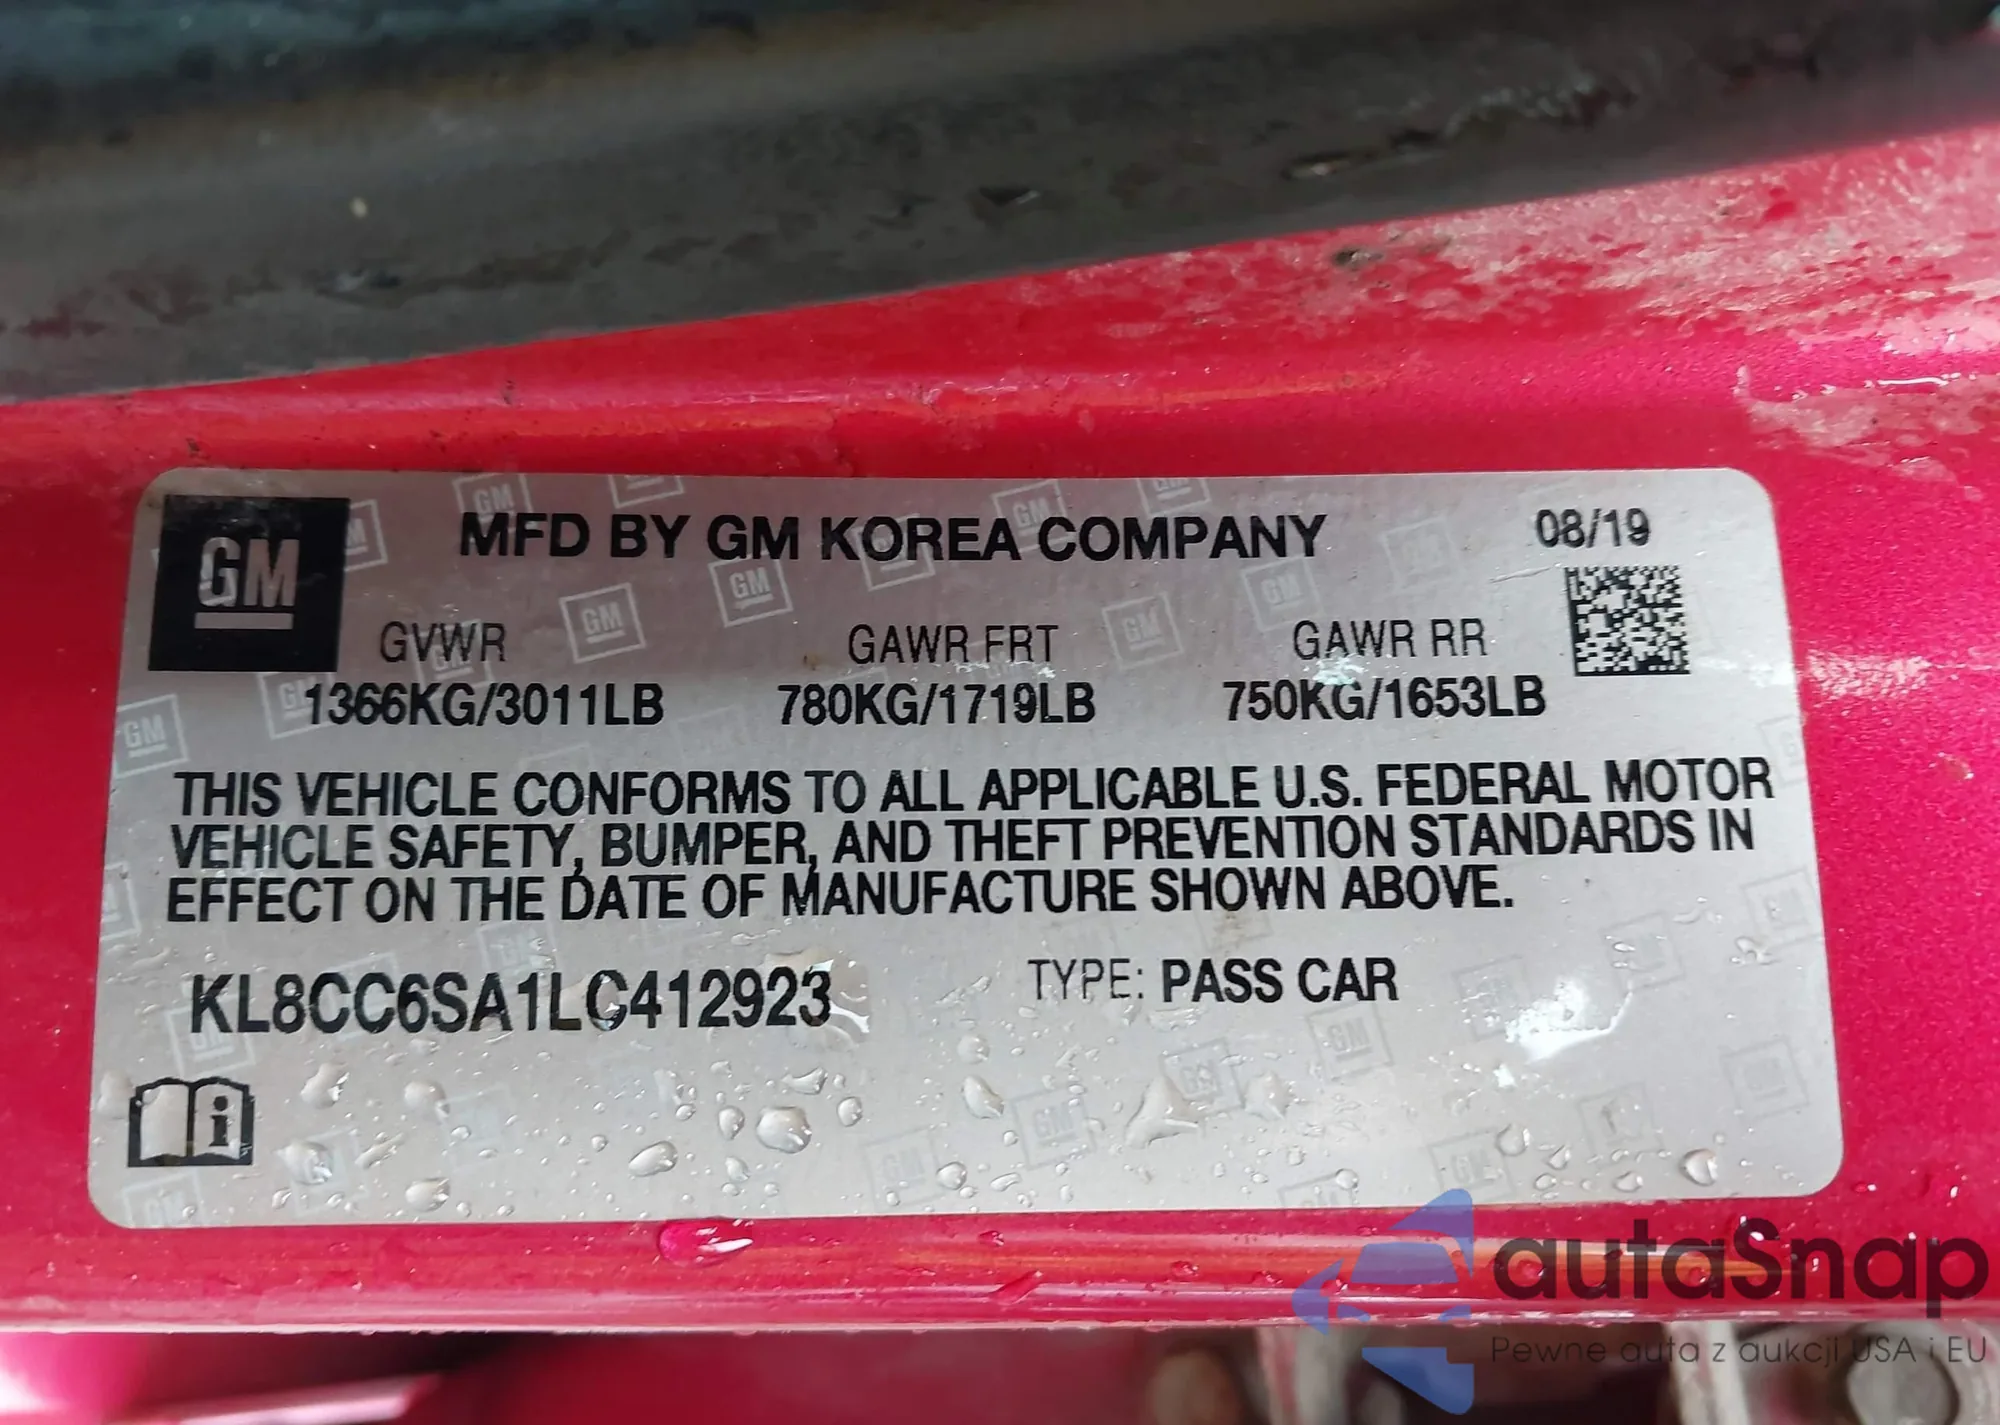 GM
MFD BY GM KOREA COMPANY
08/19
GVWR GAWR FRT GAWR RR
1366KG/3011LB 780KG/1719LB 750KG/1653LB
THIS VEHICLE CONFORMS TO ALL APPLICABLE U.S. FEDERAL MOTOR
VEHICLE SAFETY, BUMPER, AND THEFT PREVENTION STANDARDS IN
EFFECT ON THE DATE OF MANUFACTURE SHOWN ABOVE.
KL8CC6SA1LC412923 TYPE: PASS CAR
i
autaSnap
Pewne auta z aukcji USA i EU